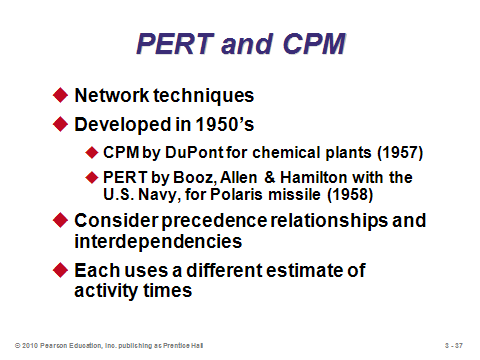 PERT and CPM
Network techniques
Developed in 1950's
CPM by DuPont for chemical plants (1957)
PERT by Booz, Allen & Hamilton with the
U.S. Navy, for Polaris missile (1958)
Consider precedence relationships and
interdependencies
Each uses a different estimate of
activity times
© 2010 Pearson Education, Inc. publishing as Prentice Hall
3 - 37